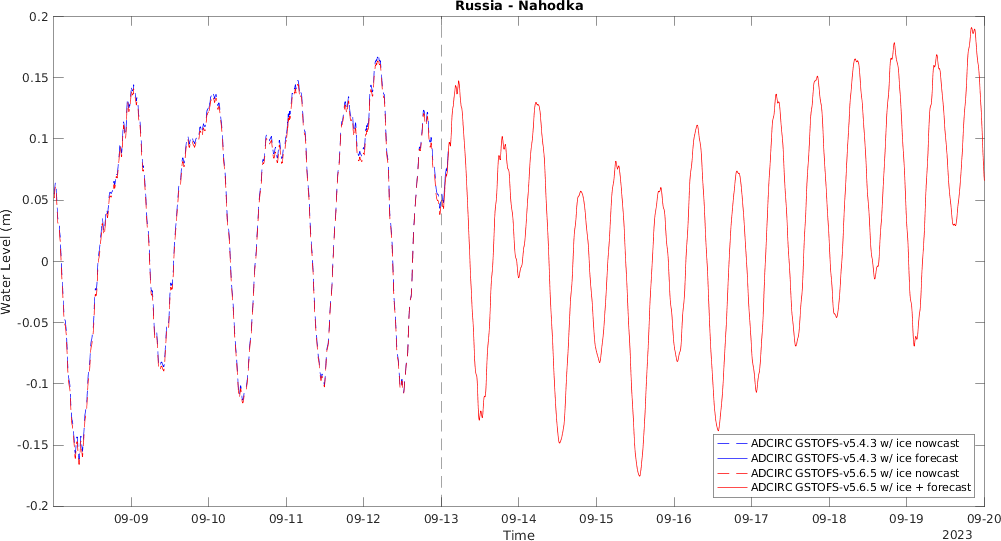 Russia - Nahodka
Water Level (m)
0.2
0.15
0.1
0.05
0
-0.05
-0.1
-0.15
-0.2
ADCIRC GSTOFS-v5.4.3 w/ ice nowcast
ADCIRC GSTOFS-v5.4.3 w/ ice forecast
ADCIRC GSTOFS-v5.6.5 w/ ice nowcast
ADCIRC GSTOFS-v5.6.5 w/ ice + forecast
09-09 09-10 09-11 09-12 09-13 09-14 09-15 09-16 09-17 09-18 09-19 09-20
Time
2023